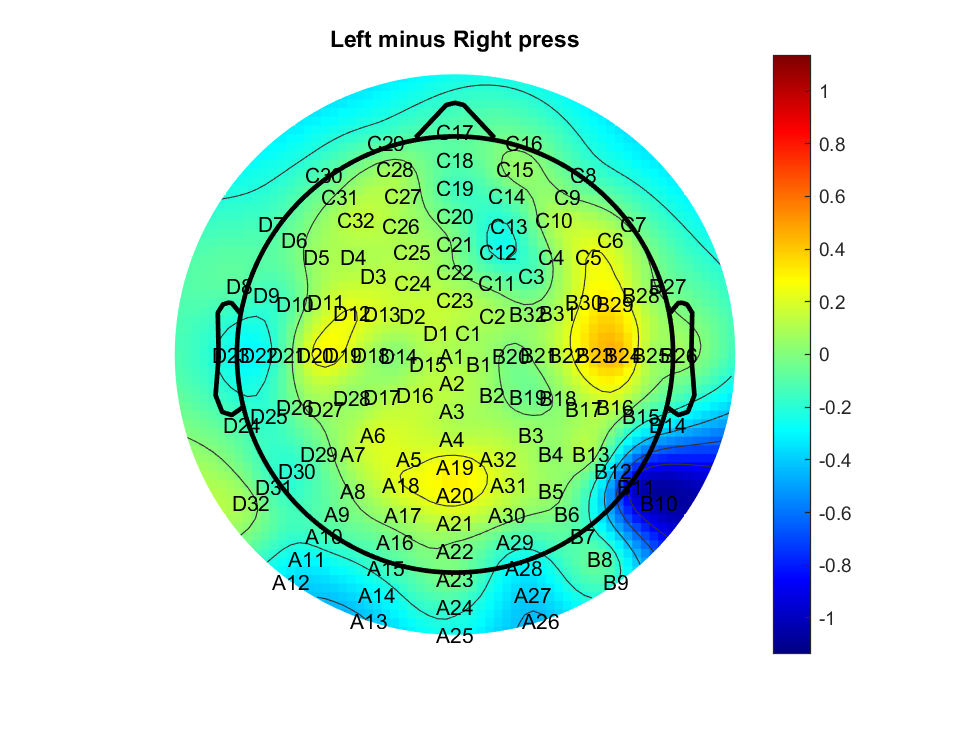 Left minus Right press
C17
C29 C16
C18
C28 C15
C30 C8
C19
C31 C27 C14 C9
C20
C32 C10
D7 C26 C13 C7
D6 C21 C6
D5 D4 C25 C12 C4 C5
D3 C22 C3
D8 C24 C11 B27
D9 C23 B28
D10 D11 B30 B29
D12 D13 D2 C2 B32 B31
D1 C1
D23 D22 D21 D20 D19 D18 D14 A1 B20 B21 B22 B23 B24 B25 B26
D15 B1
A2
D28 D17 D16 B2 B19 B18
D26 D27 A3 B17 B16
D25 B15
D24 B14
A6 A4 B3
D29 A7 B4 B13
A5 A19 A32
D30 B12
D31 A18 A31 B11
A8 A20 B5
D32 B10
A9 A17 A30 B6
A21
A10 B7
A16 A29
A22
A11 B8
A15 A28
A12 A23 B9
A14 A27
A24
A13 A26
A25
1
0.8
0.6
0.4
0.2
0
-0.2
-0.4
-0.6
-0.8
-1